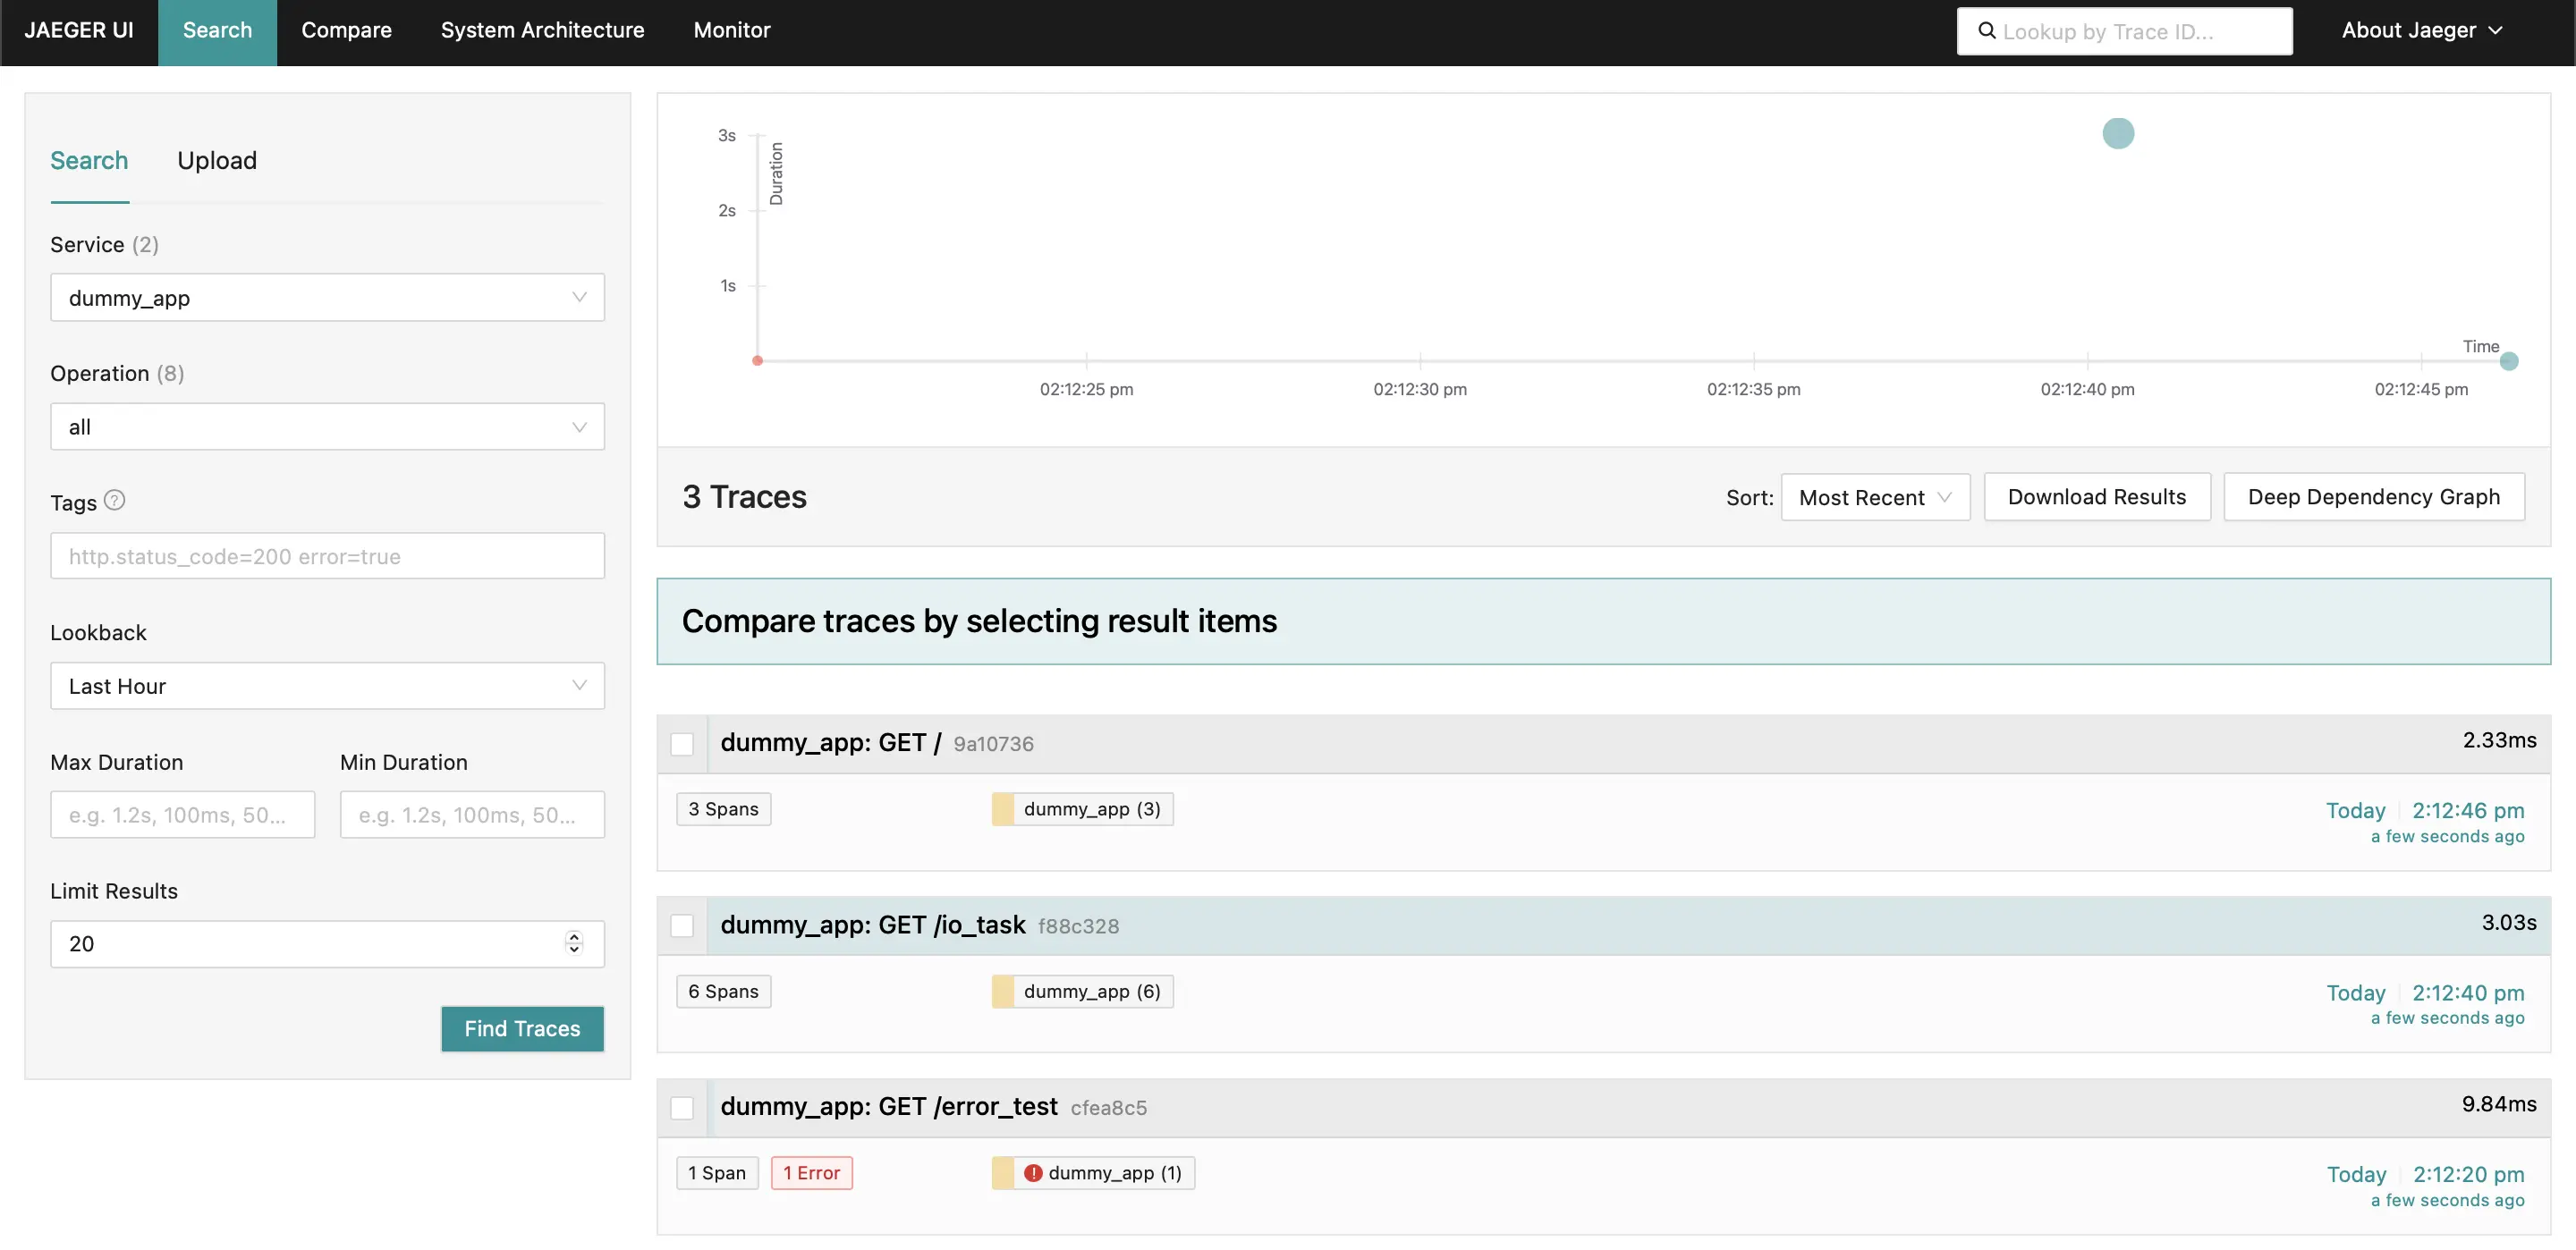 JAEGER UI Search Compare System Architecture Monitor Lookup by Trace ID... About Jaeger
Search Upload
Service (2)
dummy_app
Operation (8)
all
Tags ?
http.status_code=200 error=true
Lookback
Last Hour
Max Duration Min Duration
e.g. 1.2s, 100ms, 50... e.g. 1.2s, 100ms, 50...
Limit Results
20
Find Traces
3s
Duration
2s
1s
Time
02:12:25 pm 02:12:30 pm 02:12:35 pm 02:12:40 pm 02:12:45 pm
3 Traces Sort: Most Recent Download Results Deep Dependency Graph
Compare traces by selecting result items
dummy_app: GET / 9a10736 2.33ms
3 Spans dummy_app (3) Today 2:12:46 pm
a few seconds ago
dummy_app: GET /io_task f88c328 3.03s
6 Spans dummy_app (6) Today 2:12:40 pm
a few seconds ago
dummy_app: GET /error_test cfea8c5 9.84ms
1 Span 1 Error ! dummy_app (1) Today 2:12:20 pm
a few seconds ago